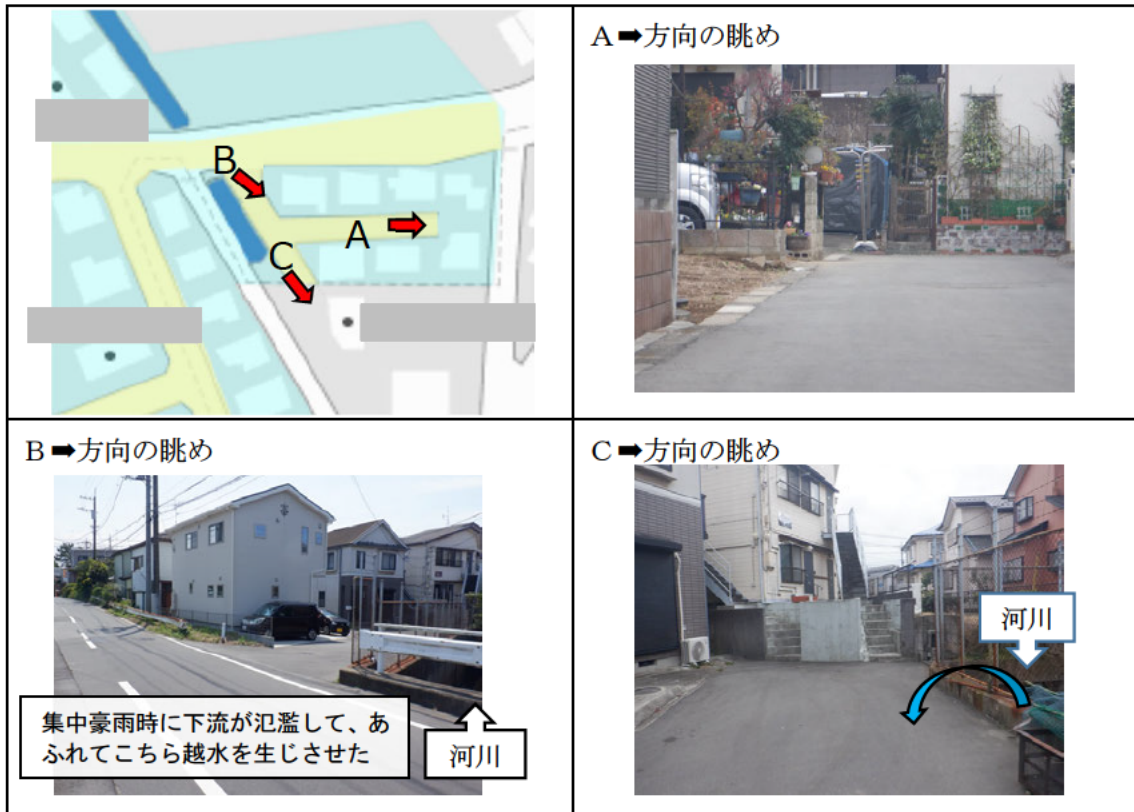 B
A
C
A➡方向の眺め
B➡方向の眺め
集中豪雨時に下流が氾濫して、あ
ふれてこちら越水を生じさせた
河川
C➡方向の眺め
河川